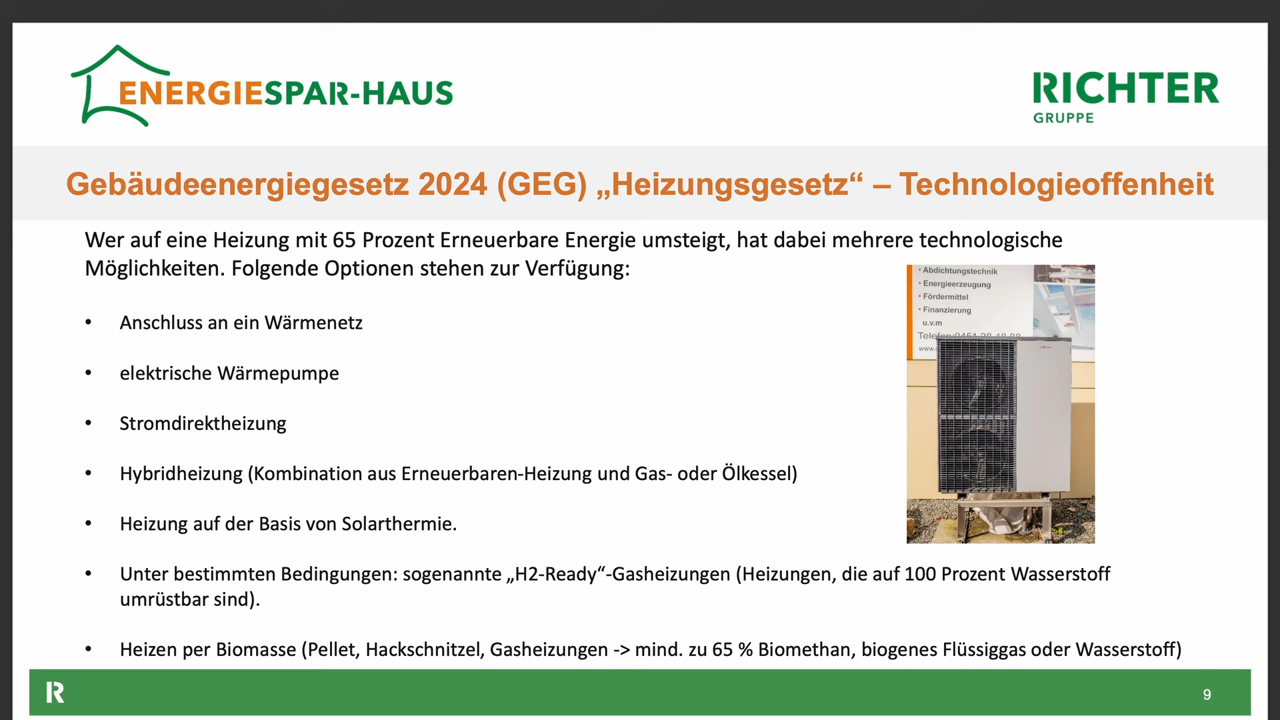 ENERGIESPAR-HAUS
RICHTER
GRUPPE
Gebäudeenergiegesetz 2024 (GEG) „Heizungsgesetz“ – Technologieoffenheit
Wer auf eine Heizung mit 65 Prozent Erneuerbare Energie umsteigt, hat dabei mehrere technologische
Möglichkeiten. Folgende Optionen stehen zur Verfügung:
• Abdichtungstechnik
• Energieerzeugung
• Fördermittel
• Finanzierung
u.v.m
www.
• Anschluss an ein Wärmenetz
• elektrische Wärmepumpe
• Stromdirektheizung
• Hybridheizung (Kombination aus Erneuerbaren-Heizung und Gas- oder Ölkessel)
• Heizung auf der Basis von Solarthermie.
• Unter bestimmten Bedingungen: sogenannte „H2-Ready“-Gasheizungen (Heizungen, die auf 100 Prozent Wasserstoff
umrüstbar sind).
• Heizen per Biomasse (Pellet, Hackschnitzel, Gasheizungen -> mind. zu 65 % Biomethan, biogenes Flüssiggas oder Wasserstoff)
R
9